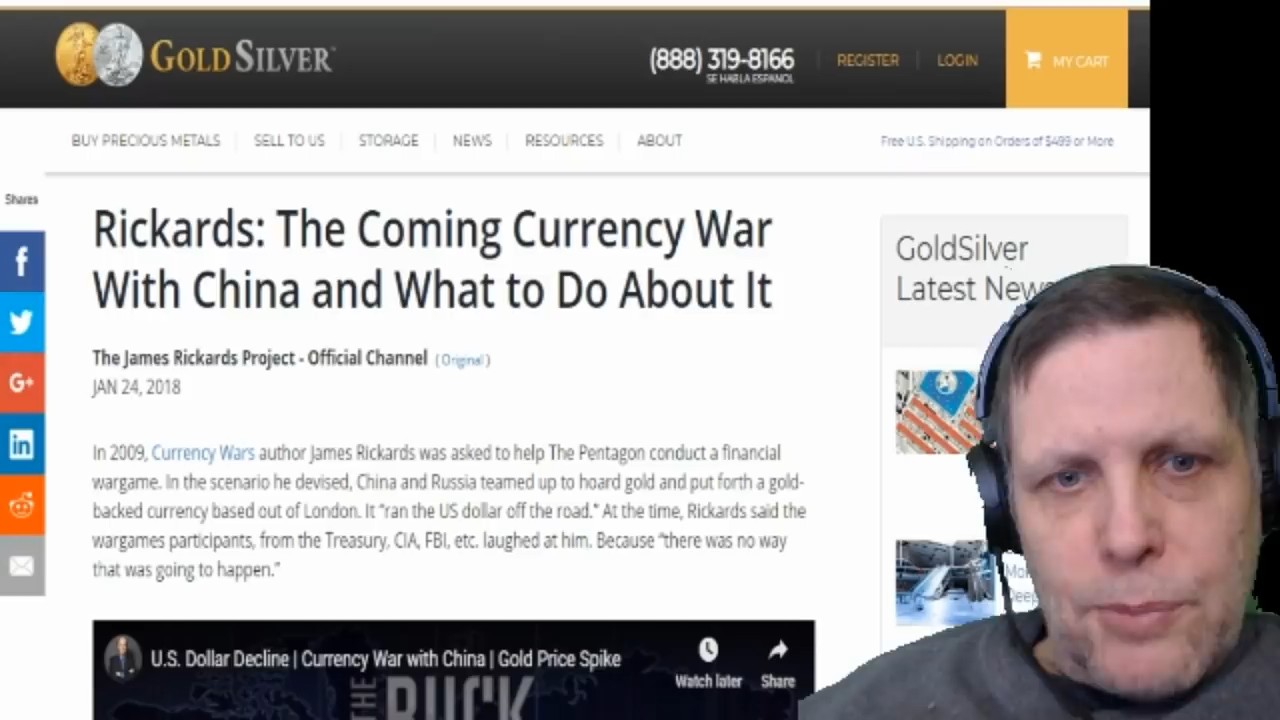 GOLDSILVER
(888) 319-8166
SE HABLA ESPANOL
REGISTER
LOGIN
MY CART
BUY PRECIOUS METALS
SELL TO US
STORAGE
NEWS
RESOURCES
ABOUT
Free U.S. Shipping on Orders of $499 or More
Shares
Rickards: The Coming Currency War
With China and What to Do About It
The James Rickards Project - Official Channel (Original)
JAN 24, 2018
In 2009, Currency Wars author James Rickards was asked to help The Pentagon conduct a financial
wargame. In the scenario he devised, China and Russia teamed up to hoard gold and put forth a gold-
backed currency based out of London. It "ran the US dollar off the road." At the time, Rickards said the
wargames participants, from the Treasury, CIA, FBI, etc. laughed at him. Because "there was no way
that was going to happen."
U.S. Dollar Decline | Currency War with China | Gold Price Spike
Watch later
Share
THE
BUCK
GoldSilver
Latest News